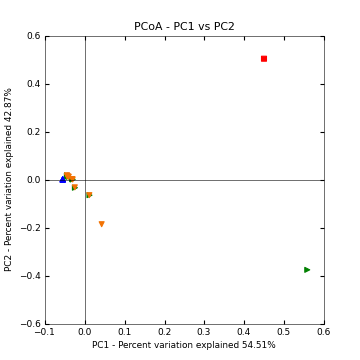 PCoA - PC1 vs PC2
0.6
0.4
0.2
0.0
−0.2
−0.4
−0.6
−0.1 0.0 0.1 0.2 0.3 0.4 0.5 0.6
PC2 - Percent variation explained 42.87%
PC1 - Percent variation explained 54.51%